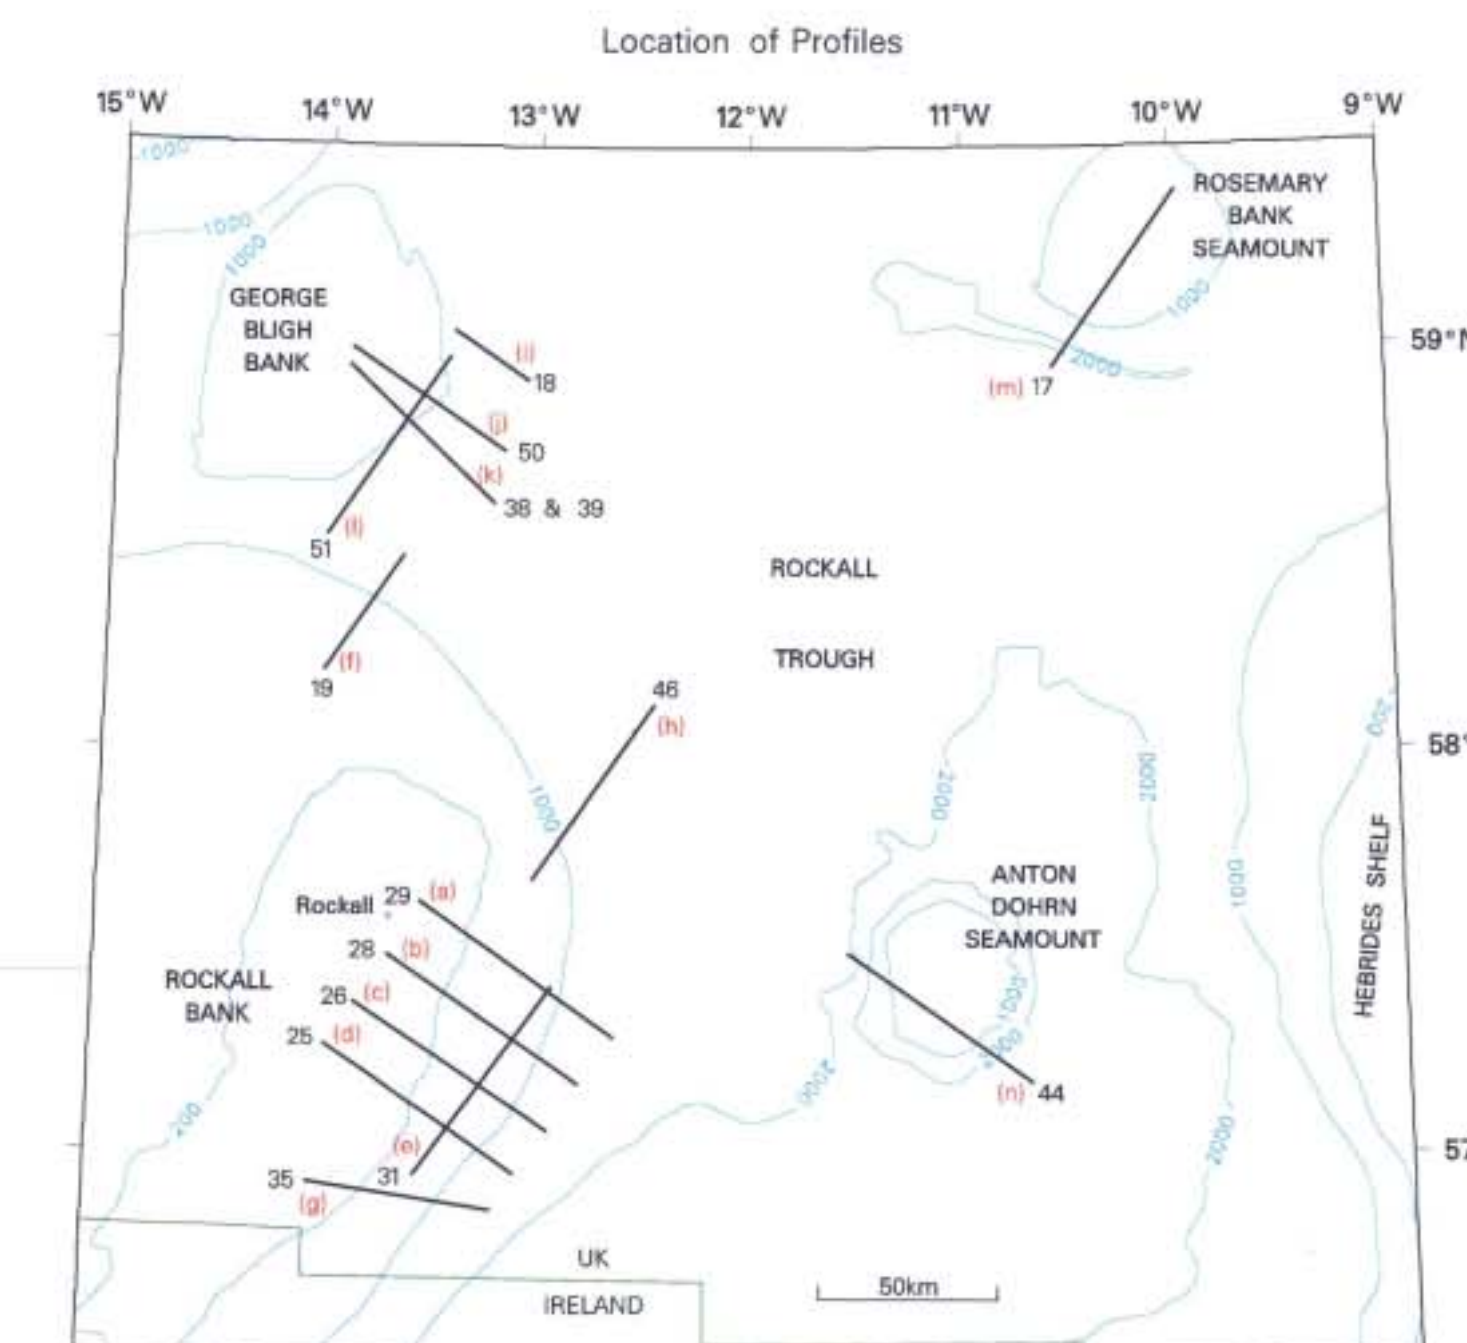 Location of Profiles
15°W 14°W 13°W 12°W 11°W 10°W 9°W
1000
1000
1000
ROSEMARY
BANK
SEAMOUNT
1000
GEORGE
BLIGH
BANK
59°N
(i)
18
2000
(m) 17
(j)
50
(k)
38 & 39
(l)
51
ROCKALL
TROUGH
(f)
19
46
(h)
200
58°
1000
2000
2000
1000
HEBRIDES SHELF
ANTON
DOHRN
SEAMOUNT
Rockall
29 (a)
28 (b)
ROCKALL
BANK
26 (c)
25 (d)
1000
2000
2000
(n) 44
200
(e)
31
2000
57
35
(g)
UK
IRELAND
50km